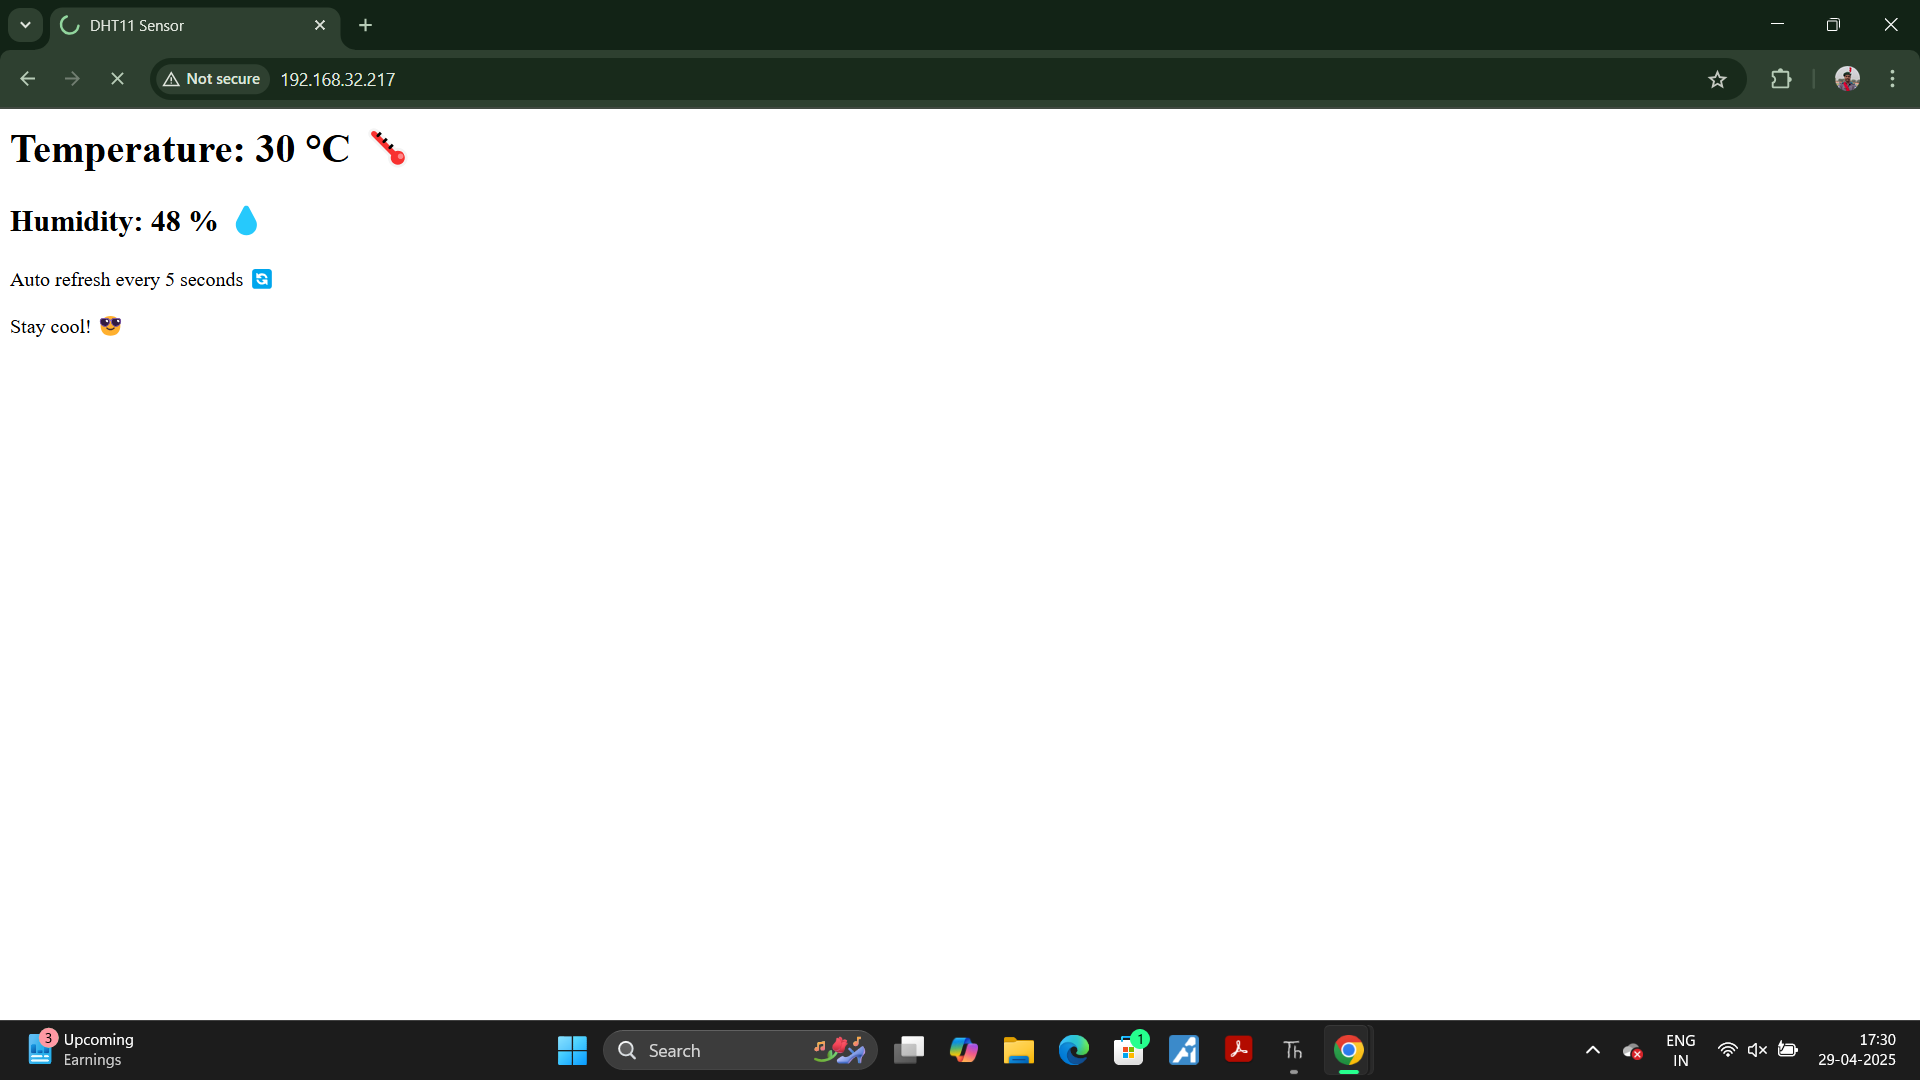 DHT11 Sensor
Not secure
192.168.32.217
Temperature: 30 °C 🌡️
Humidity: 48 % 💧
Auto refresh every 5 seconds 🔄
Stay cool! 😎
3
Upcoming
Earnings
Search
1
Th
ENG
IN
17:30
29-04-2025